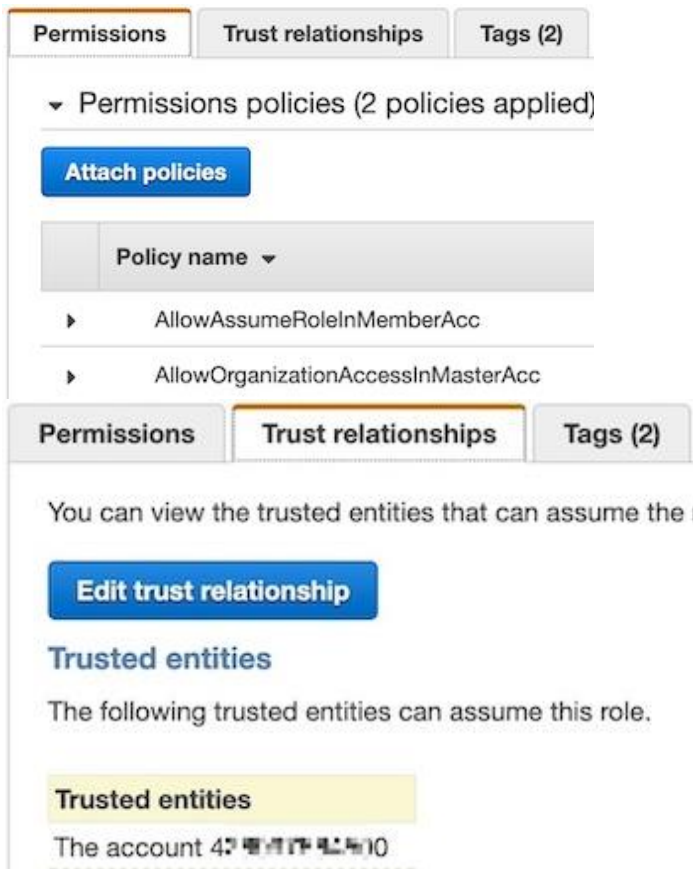 Permissions Trust relationships Tags (2)
Permissions policies (2 policies applied)
Attach policies
Policy name
AllowAssumeRoleInMemberAcc
AllowOrganizationAccessInMasterAcc
Permissions Trust relationships Tags (2)
You can view the trusted entities that can assume the
Edit trust relationship
Trusted entities
The following trusted entities can assume this role.
Trusted entities
The account